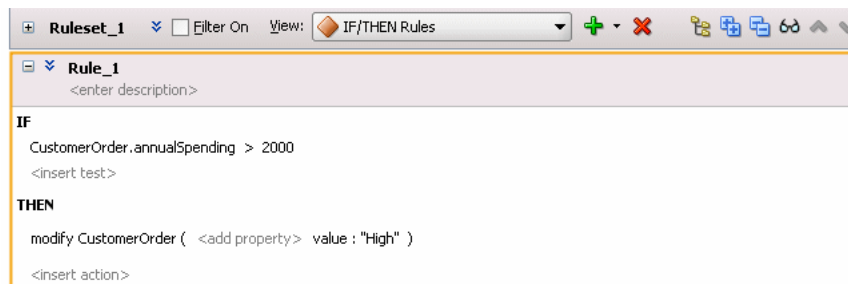 Ruleset_1 Filter On View: IF/THEN Rules
Rule_1
<enter description>
IF
CustomerOrder.annualSpending > 2000
<insert test>
THEN
modify CustomerOrder ( <add property> value : "High" )
<insert action>